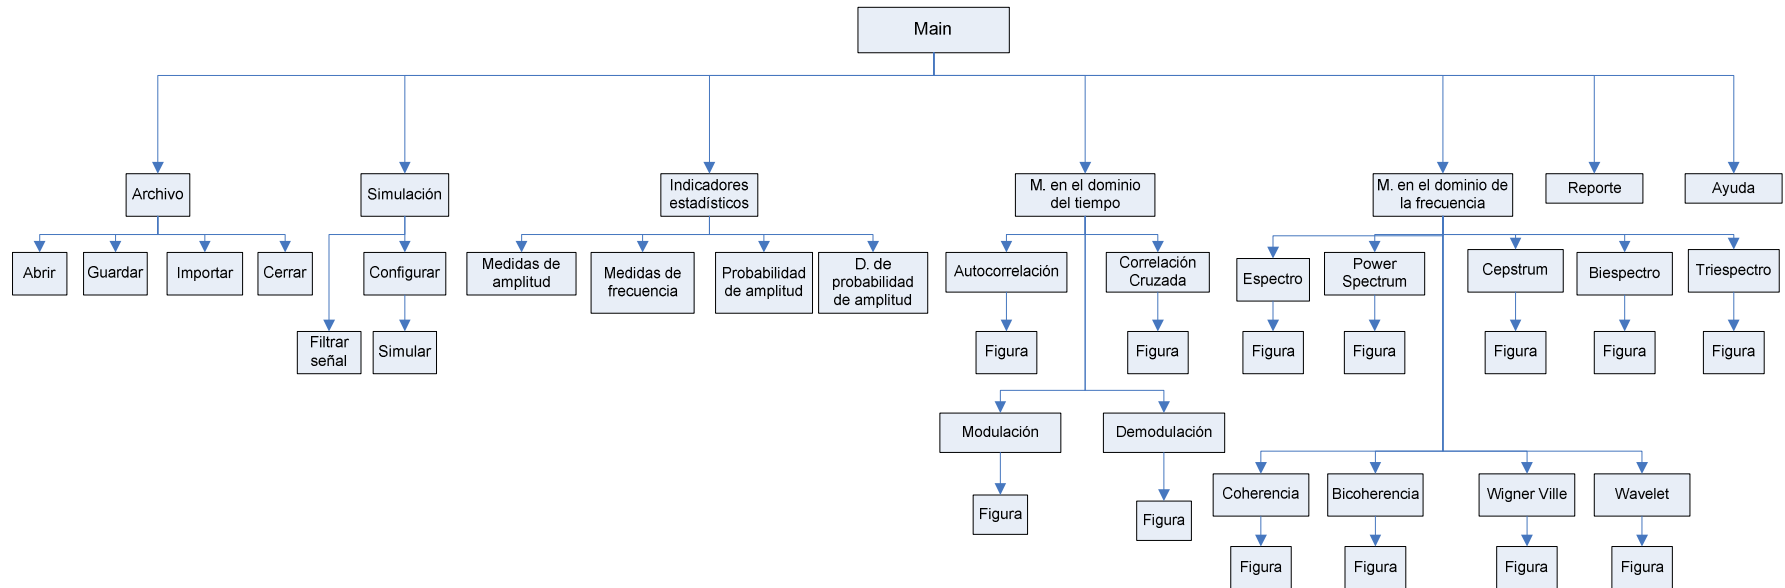 Main
Archivo
Simulación
Indicadores
estadísticos
M. en el dominio
del tiempo
M. en el dominio de
la frecuencia
Reporte
Ayuda
Abrir
Guardar
Importar
Cerrar
Configurar
Medidas de
amplitud
Medidas de
frecuencia
Probabilidad
de amplitud
D. de
probabilidad
de amplitud
Autocorrelación
Correlación
Cruzada
Espectro
Power
Spectrum
Cepstrum
Biespectro
Triespectro
Filtrar
señal
Simular
Figura
Figura
Figura
Figura
Figura
Figura
Figura
Modulación
Demodulación
Figura
Figura
Coherencia
Bicoherencia
Wigner Ville
Wavelet
Figura
Figura
Figura
Figura